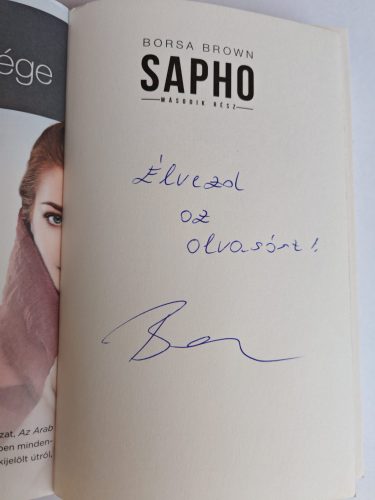 ége
BORSA BROWN
SAPHO
MÁSODIK RÉSZ
Élvezd
az
olvasást!
zat. Az Arab
ben minden-
kijelölt útról,